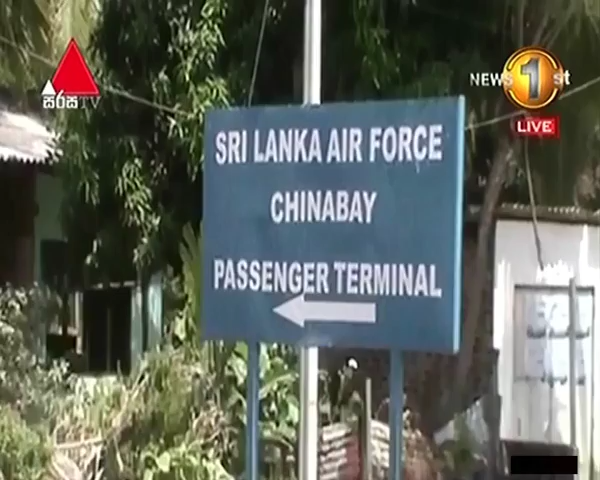 සිරස TV
NEWS 1st
LIVE
SRI LANKA AIR FORCE
CHINABAY
PASSENGER TERMINAL